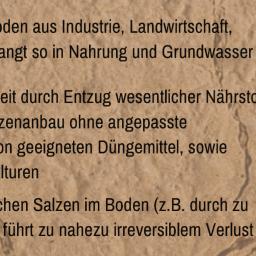 oden aus Industrie, Landwirtschaft,
angt so in Nahrung und Grundwasser
eit durch Entzug wesentlicher Nährsto
zenanbau ohne angepasste
on geeigneten Düngemittel, sowie
lturen
chen Salzen im Boden (z.B. durch zu
führt zu nahezu irreversiblem Verlust